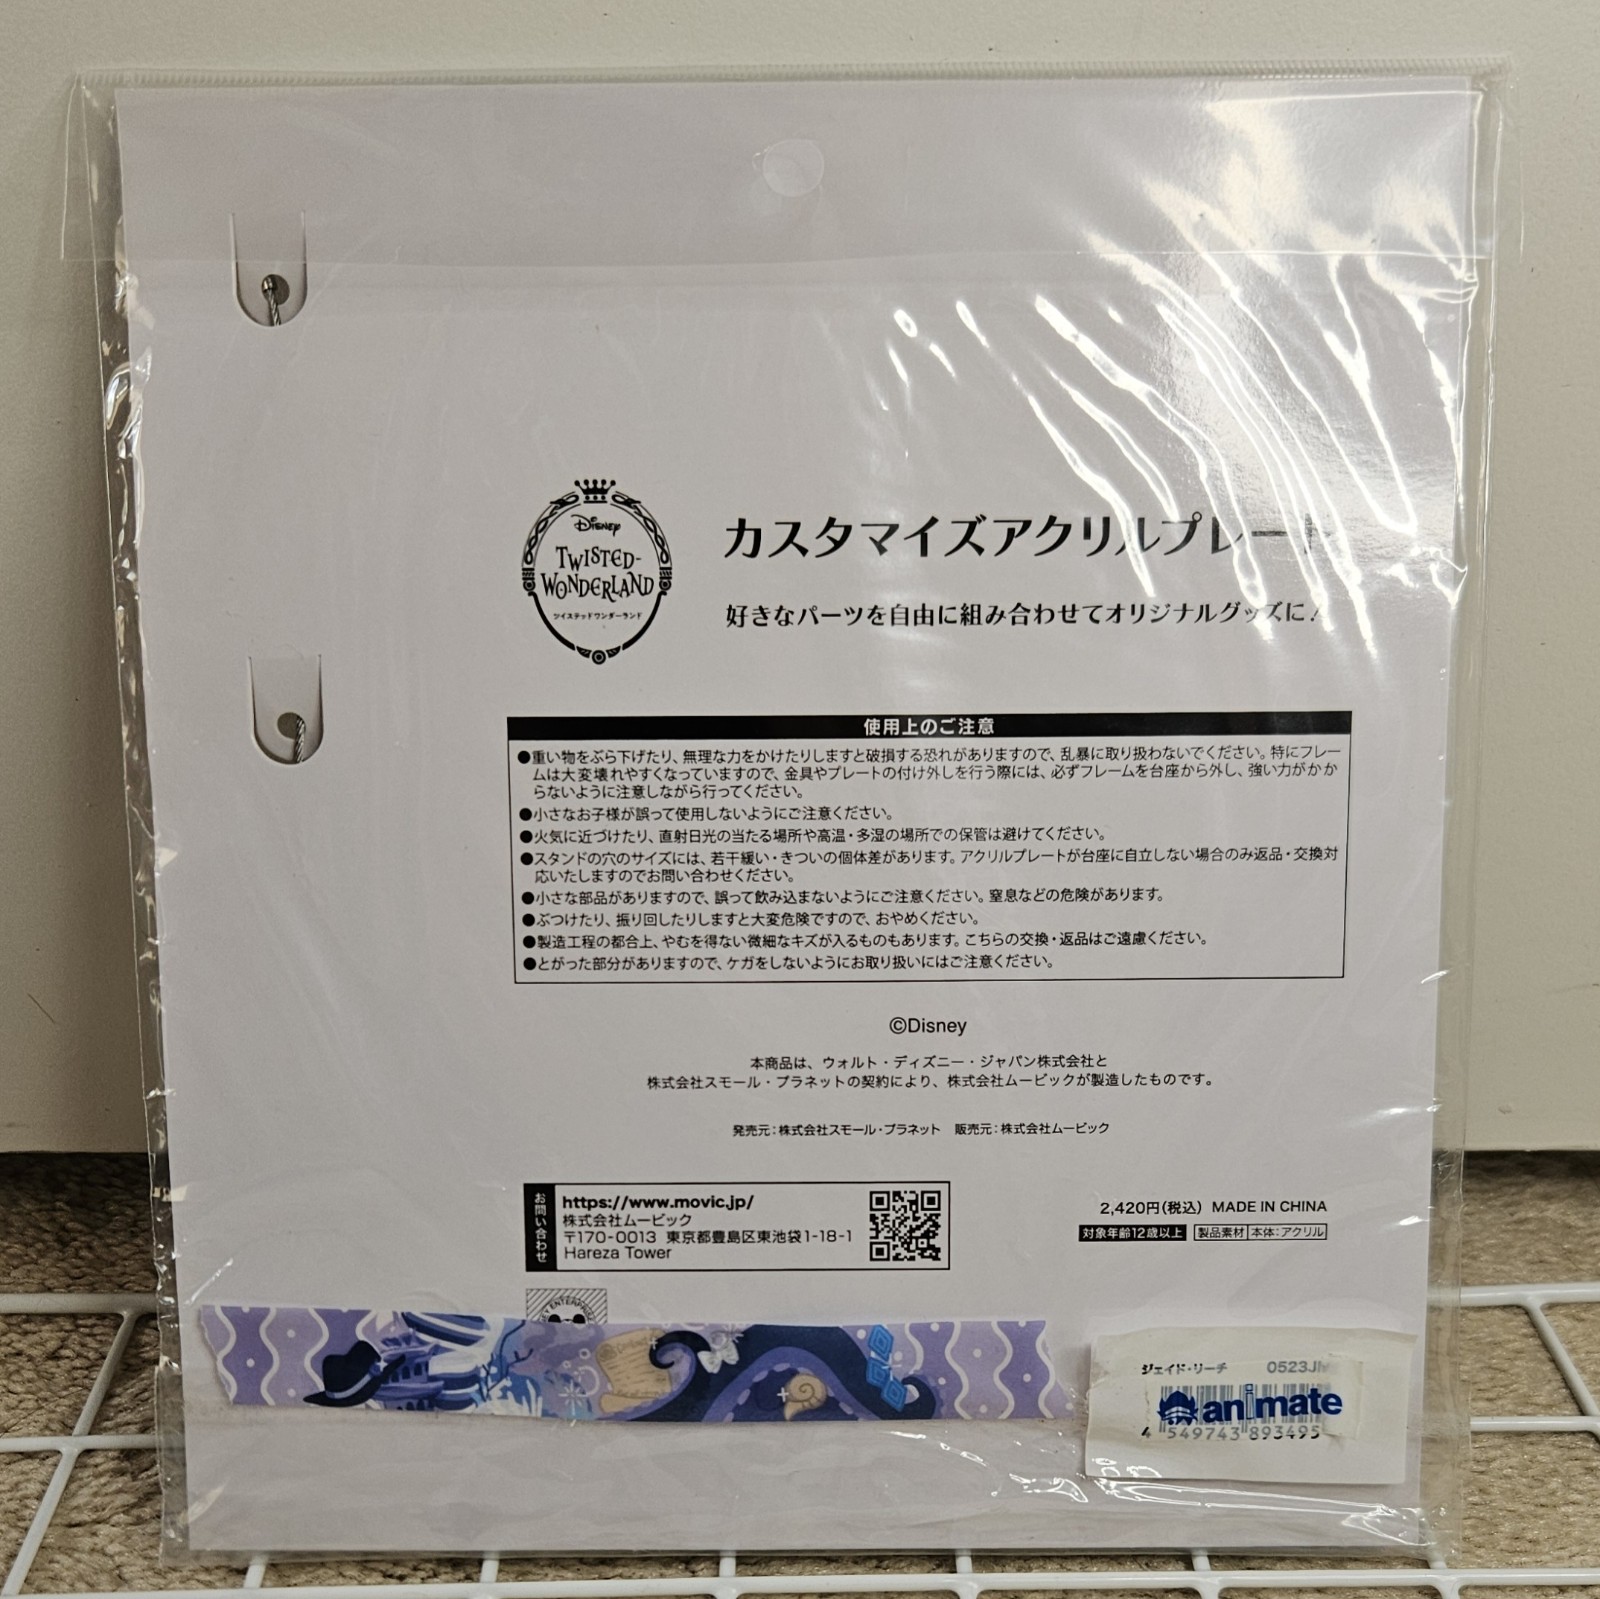 Disney
TWISTED-
WONDERLAND
ツイステッドワンダーランド
カスタマイズアクリルプレート
好きなパーツを自由に組み合わせてオリジナルグッズに!
使用上のご注意
●重い物をぶら下げたり、無理な力をかけたりしますと破損する恐れがありますので、乱暴に取り扱わないでください。特にフレー
ムは大変壊れやすくなっていますので、金具やプレートの付け外しを行う際には、必ずフレームを台座から外し、強い力がかか
らないように注意しながら行ってください。
●小さなお子様が誤って使用しないようにご注意ください。
●火気に近づけたり、直射日光の当たる場所や高温・多湿の場所での保管は避けてください。
●スタンドの穴のサイズには、若干緩い・きついの個体差があります。アクリルプレートが台座に自立しない場合のみ返品・交換対
応いたしますのでお問い合わせください。
●小さな部品がありますので、誤って飲み込まないようにご注意ください。窒息などの危険があります。
●ぶつけたり、振り回したりしますと大変危険ですので、おやめください。
●製造工程の都合上、やむを得ない微細なキズが入るものもあります。こちらの交換・返品はご遠慮ください。
●とがった部分がありますので、ケガをしないようにお取り扱いにはご注意ください。
©Disney
本商品は、ウォルト・ディズニー・ジャパン株式会社と
株式会社スモール・プラネットの契約により、株式会社ムービックが製造したものです。
発売元:株式会社スモール・プラネット 販売元:株式会社ムービック
お問い合わせ
https://www.movic.jp/
株式会社ムービック
〒170-0013 東京都豊島区東池袋1-18-1
Hareza Tower
2,420円(税込) MADE IN CHINA
対象年齢12歳以上 製品素材 本体:アクリル
ジェイド・リーチ 0523JM
animate
4 549743 893495